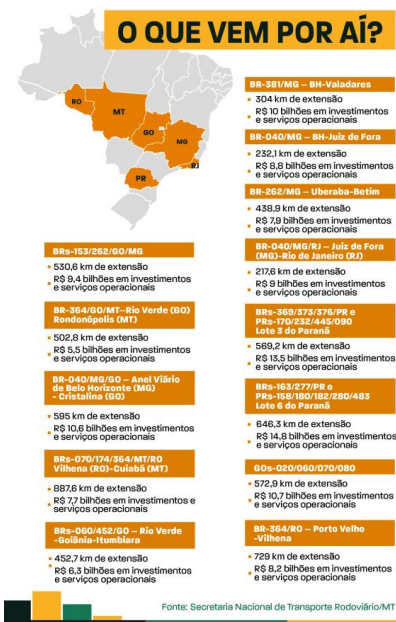 O QUE VEM POR AÍ?
RO
MT
GO
MG
RJ
PR
BRs-153/262/GO/MG
530,6 km de extensão
R$ 9,4 bilhões em investimentos
e serviços operacionais
BR-364/GO/MT–Rio Verde (GO)
Rondonópolis (MT)
502,8 km de extensão
R$ 5,5 bilhões em investimentos
e serviços operacionais
BR-040/MG/GO – Anel Viário
de Belo Horizonte (MG)
- Cristalina (GO)
595 km de extensão
R$ 10,6 bilhões em investimentos
e serviços operacionais
BRs-070/174/364/MT/RO
Vilhena (RO)-Cuiabá (MT)
887,6 km de extensão
R$ 7,7 bilhões em investimentos e
serviços operacionais
BRs-060/452/GO – Rio Verde
-Goiânia-Itumbiara
452,7 km de extensão
R$ 6,3 bilhões em investimentos
e serviços operacionais
BR-381/MG – BH-Valadares
304 km de extensão
R$ 10 bilhões em investimentos
e serviços operacionais
BR-040/MG – BH-Juiz de Fora
232,1 km de extensão
R$ 8,8 bilhões em investimentos
e serviços operacionais
BR-262/MG – Uberaba-Betim
438,9 km de extensão
R$ 7,9 bilhões em investimentos
e serviços operacionais
BR-040/MG/RJ – Juiz de Fora
(MG)-Rio de Janeiro (RJ)
217,6 km de extensão
R$ 9 bilhões em investimentos
e serviços operacionais
BRs-369/373/376/PR e
PRs-170/232/445/090
Lote 3 do Paraná
569,2 km de extensão
R$ 13,5 bilhões em investimentos
e serviços operacionais
BRs-163/277/PR e
PRs-158/180/182/280/483
Lote 6 do Paraná
646,3 km de extensão
R$ 14,8 bilhões em investimentos
e serviços operacionais
GOs-020/060/070/080
572,9 km de extensão
R$ 10,7 bilhões em investimentos
e serviços operacionais
BR-364/RO – Porto Velho
-Vilhena
729 km de extensão
R$ 8,2 bilhões em investimentos
e serviços operacionais
Fonte: Secretaria Nacional de Transporte Rodoviário/MT